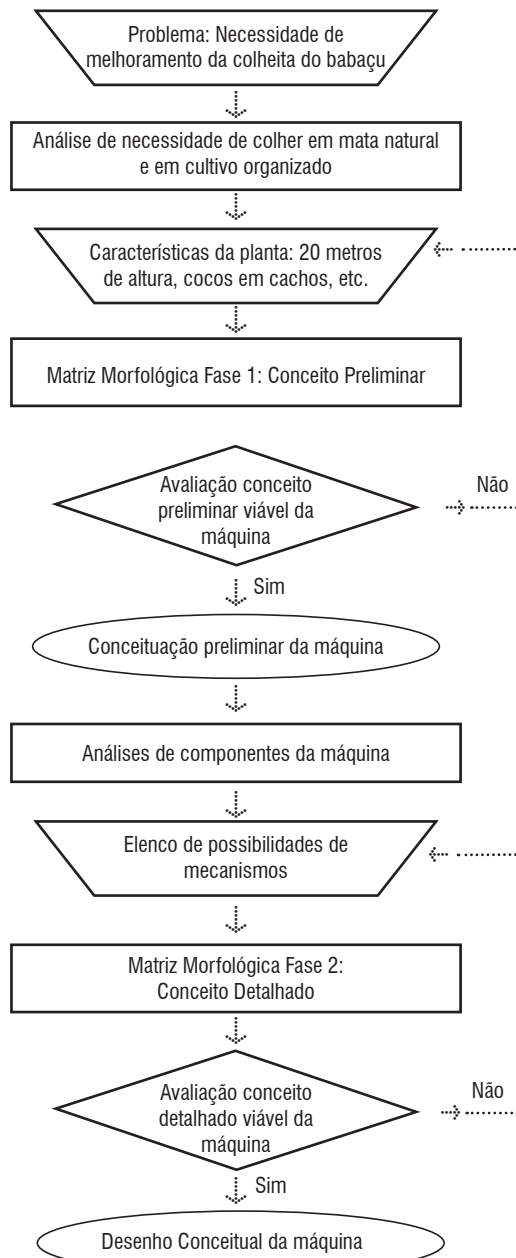 Problema: Necessidade de
melhoramento da colheita do babaçu
Análise de necessidade de colher em mata natural
e em cultivo organizado
Características da planta: 20 metros
de altura, cocos em cachos, etc.
Matriz Morfológica Fase 1: Conceito Preliminar
Avaliação conceito
preliminar viável da
máquina
Não
Sim
Conceituação preliminar da máquina
Análises de componentes da máquina
Elenco de possibilidades de
mecanismos
Matriz Morfológica Fase 2:
Conceito Detalhado
Avaliação conceito
detalhado viável da
máquina
Não
Sim
Desenho Conceitual da máquina